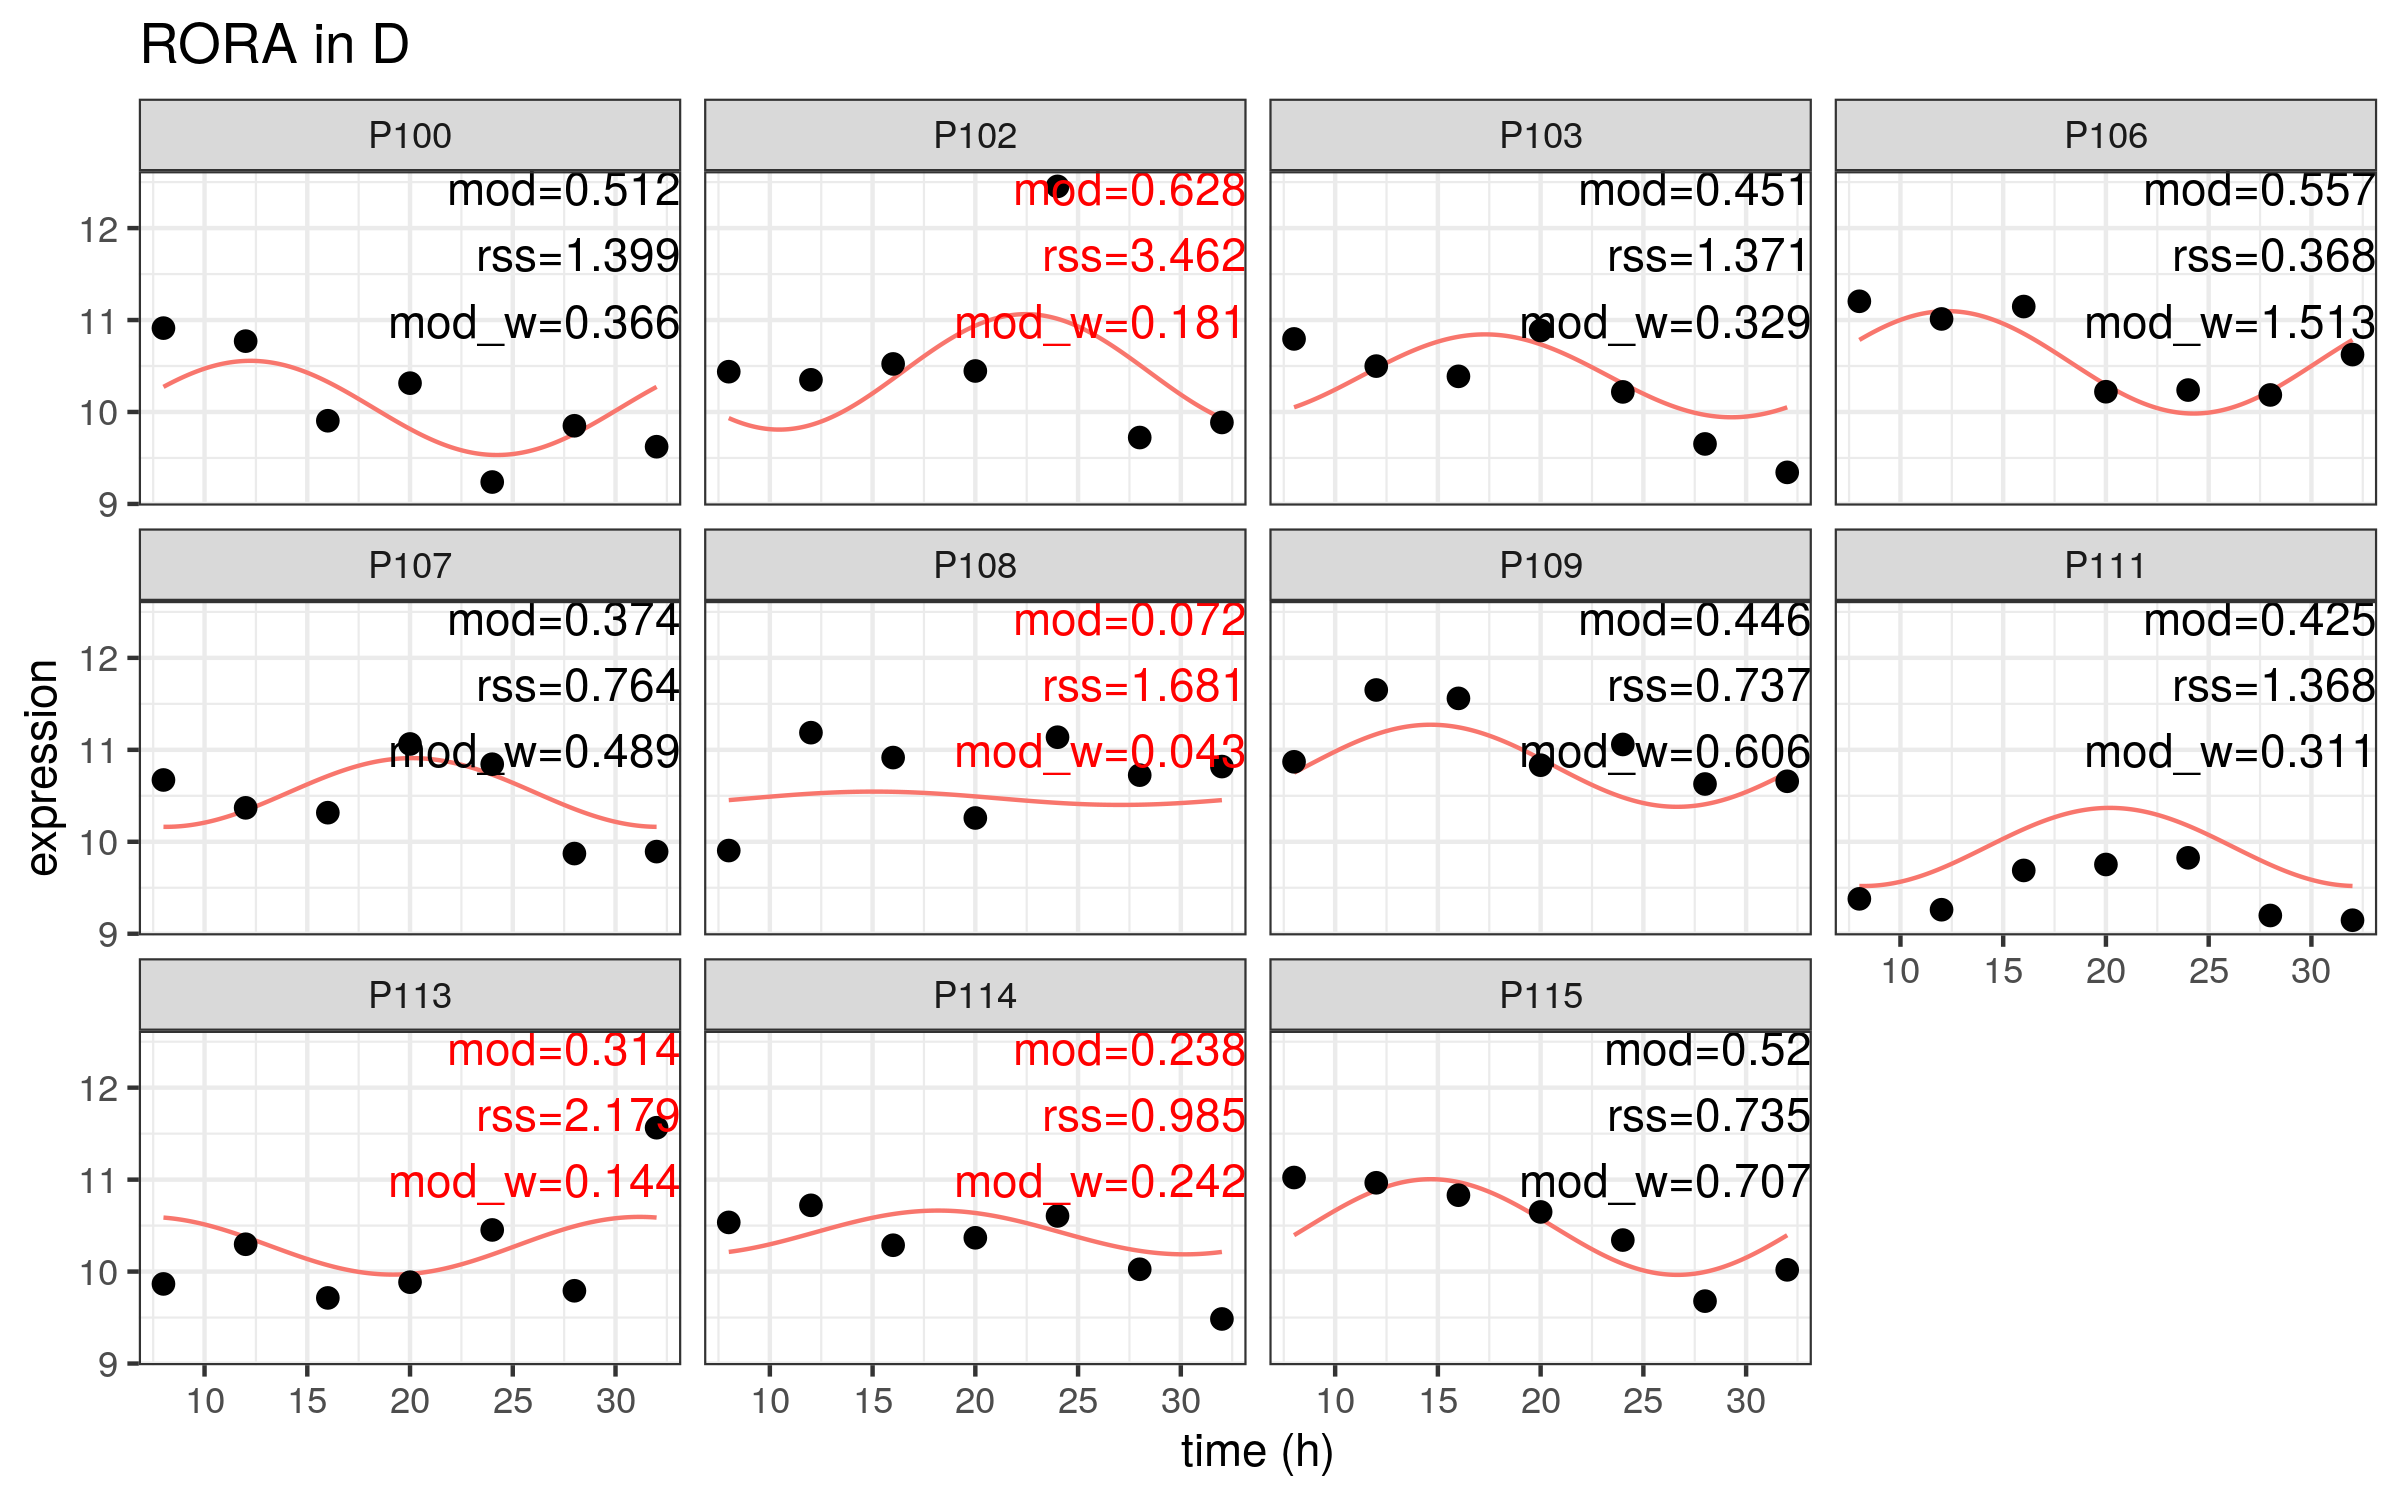 RORA in D
P100
P102
P103
P106
mod=0.512
rss=1.399
mod_w=0.366
mod=0.628
rss=3.462
mod_w=0.181
mod=0.451
rss=1.371
mod_w=0.329
mod=0.557
rss=0.368
mod_w=1.513
12
11
10
9
P107
P108
P109
P111
mod=0.374
rss=0.764
mod_w=0.489
mod=0.072
rss=1.681
mod_w=0.043
mod=0.446
rss=0.737
mod_w=0.606
mod=0.425
rss=1.368
mod_w=0.311
12
11
10
9
10 15 20 25 30
expression
P113
P114
P115
mod=0.314
rss=2.179
mod_w=0.144
mod=0.238
rss=0.985
mod_w=0.242
mod=0.52
rss=0.735
mod_w=0.707
12
11
10
9
10 15 20 25 30
10 15 20 25 30
10 15 20 25 30
time (h)